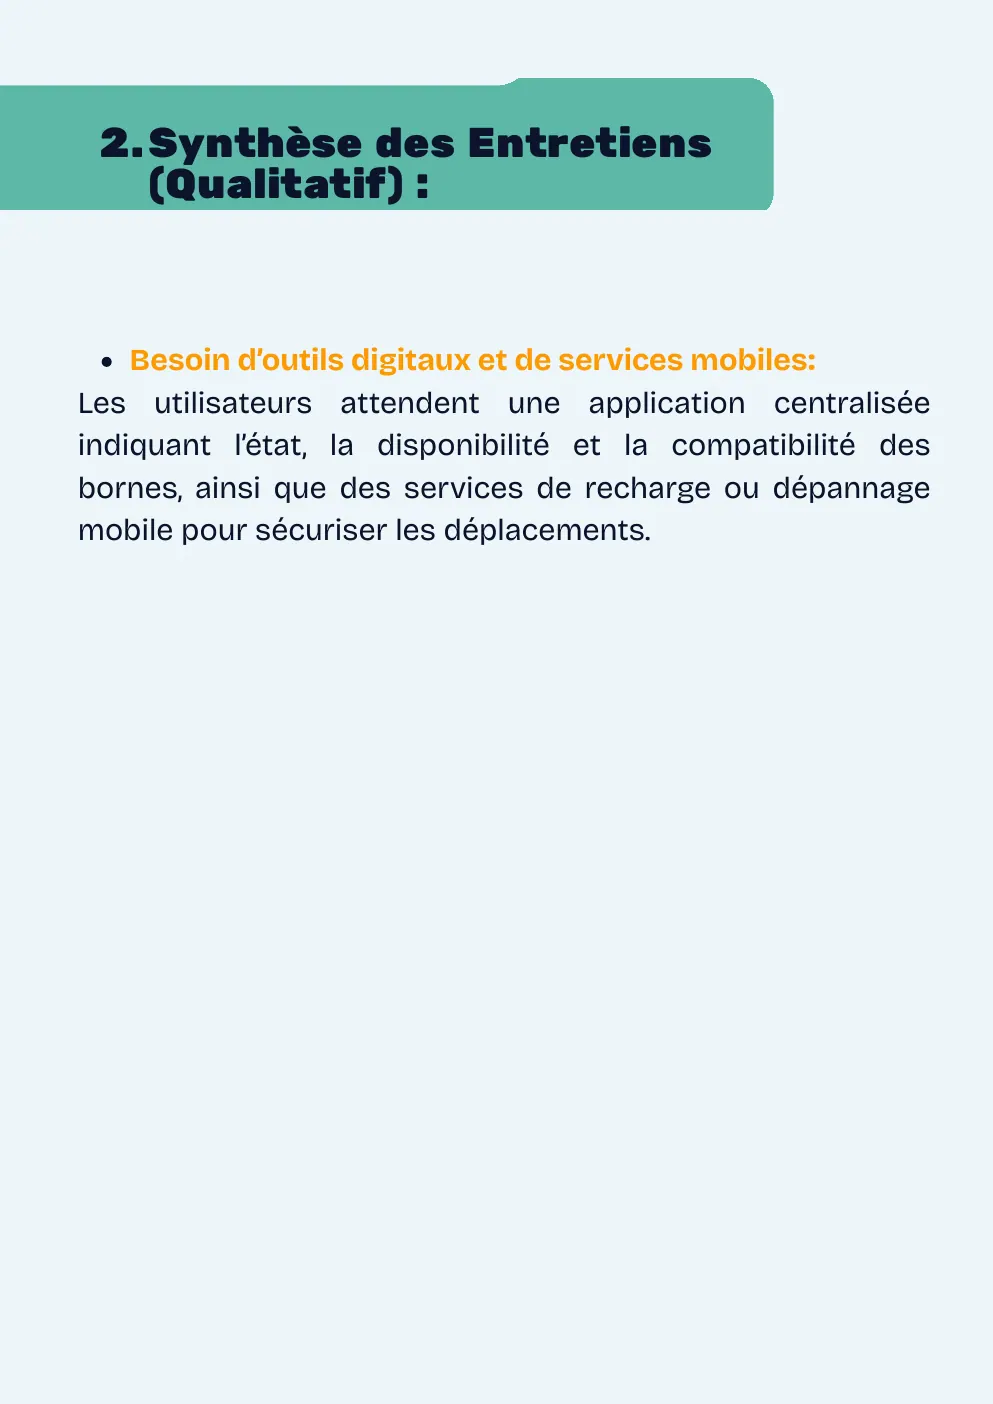 2. Synthèse des Entretiens
(Qualitatif) :
• Besoin d’outils digitaux et de services mobiles:
Les utilisateurs attendent une application centralisée
indiquant l’état, la disponibilité et la compatibilité des
bornes, ainsi que des services de recharge ou dépannage
mobile pour sécuriser les déplacements.